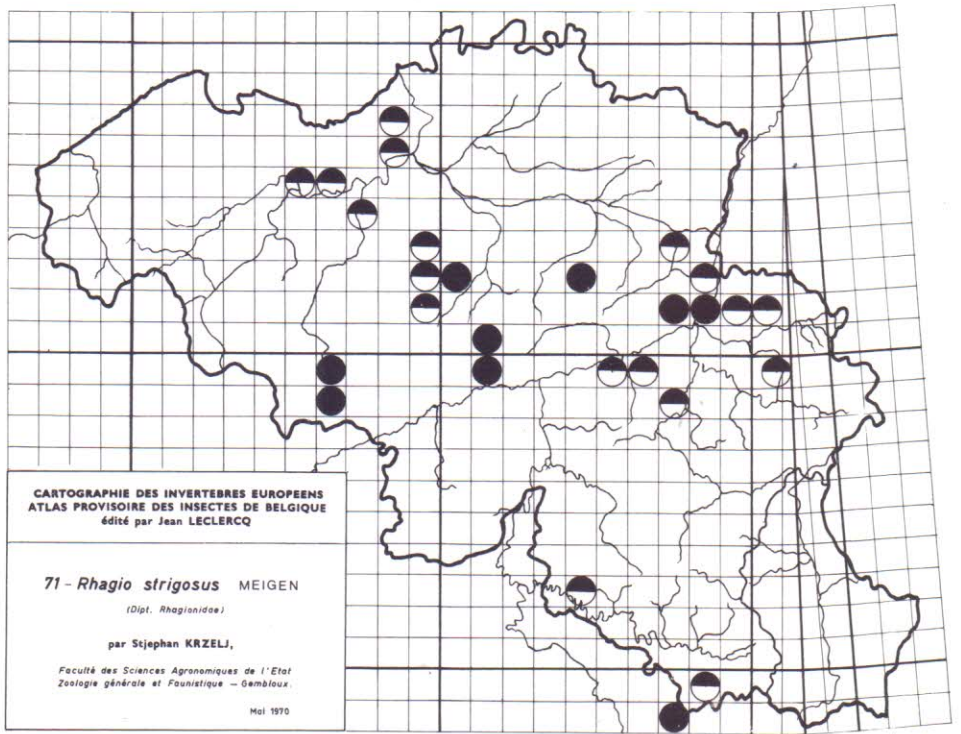 CARTOGRAPHIE DES INVERTEBRES EUROPEENS
ATLAS PROVISOIRE DES INSECTES DE BELGIQUE
édité par Jean LECLERCQ
71 – Rhagio strigosus MEIGEN
(Dipt. Rhagionidae)
par Stjephan KRZELJ,
Faculté des Sciences Agronomiques de l'Etat
Zoologie générale et Faunistique – Gembloux.
Mai 1970